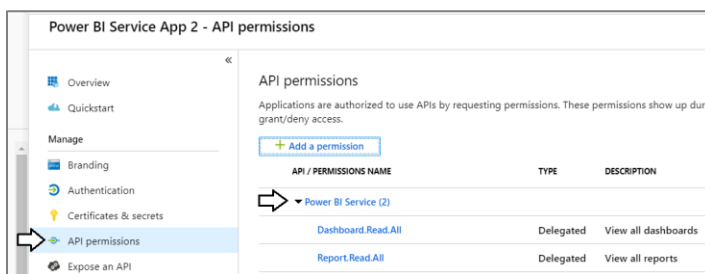 Power BI Service App 2 - API permissions
«
Overview
Quickstart
Manage
Branding
Authentication
Certificates & secrets
API permissions
Expose an API
API permissions
Applications are authorized to use APIs by requesting permissions. These permissions show up dur
grant/deny access.
+ Add a permission
API / PERMISSIONS NAME TYPE DESCRIPTION
Power BI Service (2)
Dashboard.Read.All Delegated View all dashboards
Report.Read.All Delegated View all reports